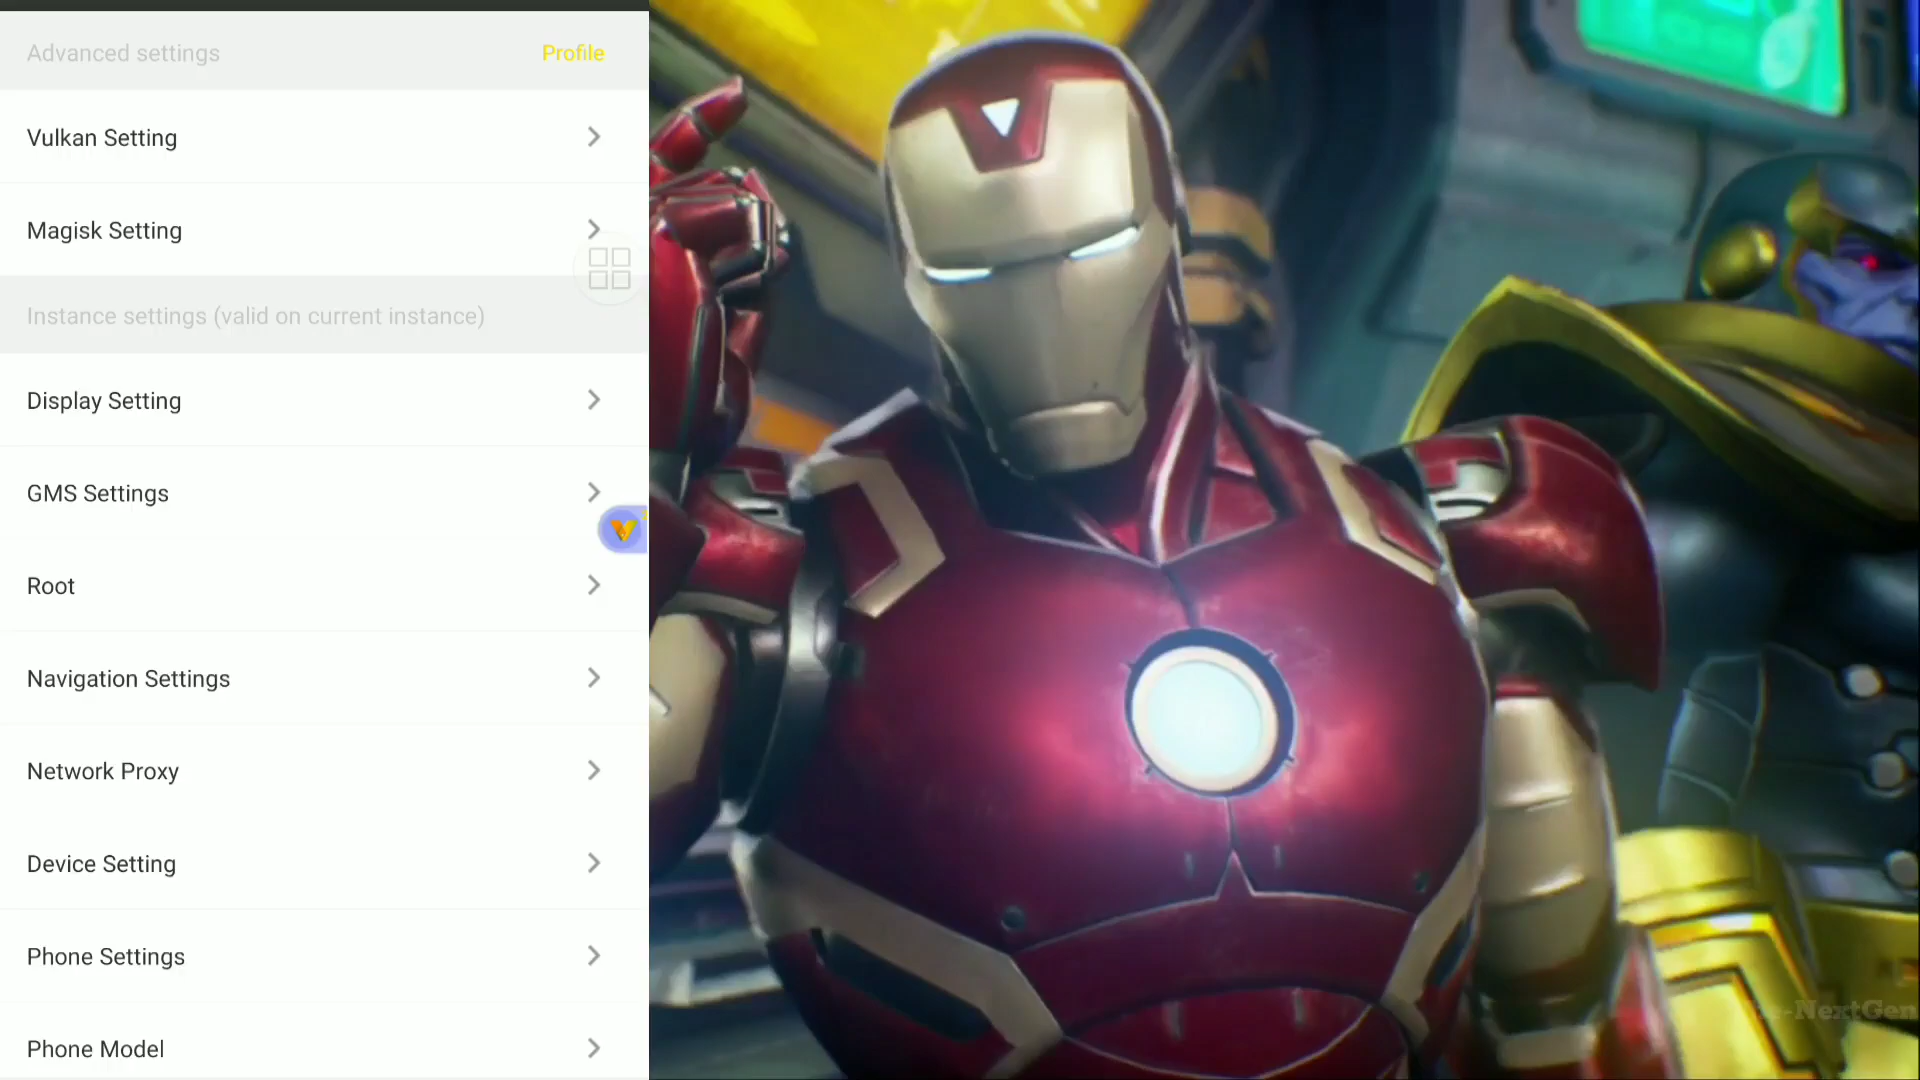 Advanced settings Profile
Vulkan Setting
Magisk Setting
Instance settings (valid on current instance)
Display Setting
GMS Settings
Root
Navigation Settings
Network Proxy
Device Setting
Phone Settings
Phone Model
-NextGen